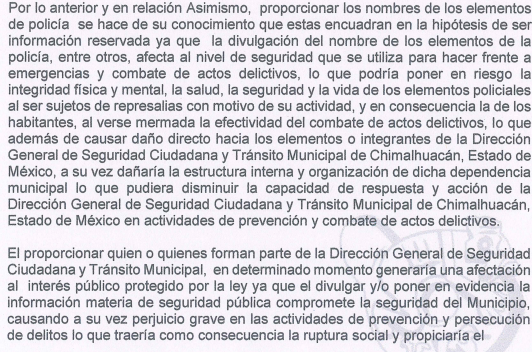 Por lo anterior y en relación Asimismo, proporcionar los nombres de los elementos
de policía se hace de su conocimiento que estas encuadran en la hipótesis de ser
información reservada ya que la divulgación del nombre de los elementos de la
policía, entre otros, afecta al nivel de seguridad que se utiliza para hacer frente a
emergencias y combate de actos delictivos, lo que podría poner en riesgo la
integridad física y mental, la salud, la seguridad y la vida de los elementos policiales
al ser sujetos de represalias con motivo de su actividad, y en consecuencia la de los
habitantes, al verse mermada la efectividad del combate de actos delictivos, lo que
además de causar daño directo hacia los elementos o integrantes de la Dirección
General de Seguridad Ciudadana y Tránsito Municipal de Chimalhuacán, Estado de
México, a su vez dañaría la estructura interna y organización de dicha dependencia
municipal lo que pudiera disminuir la capacidad de respuesta y acción de la
Dirección General de Seguridad Ciudadana y Tránsito Municipal de Chimalhuacán,
Estado de México en actividades de prevención y combate de actos delictivos.
El proporcionar quien o quienes forman parte de la Dirección General de Seguridad
Ciudadana y Tránsito Municipal, en determinado momento generaría una afectación
al interés público protegido por la ley ya que el divulgar y/o poner en evidencia la
información materia de seguridad pública compromete la seguridad del Municipio,
causando a su vez perjuicio grave en las actividades de prevención y persecución
de delitos lo que traería como consecuencia la ruptura social y propiciaría el